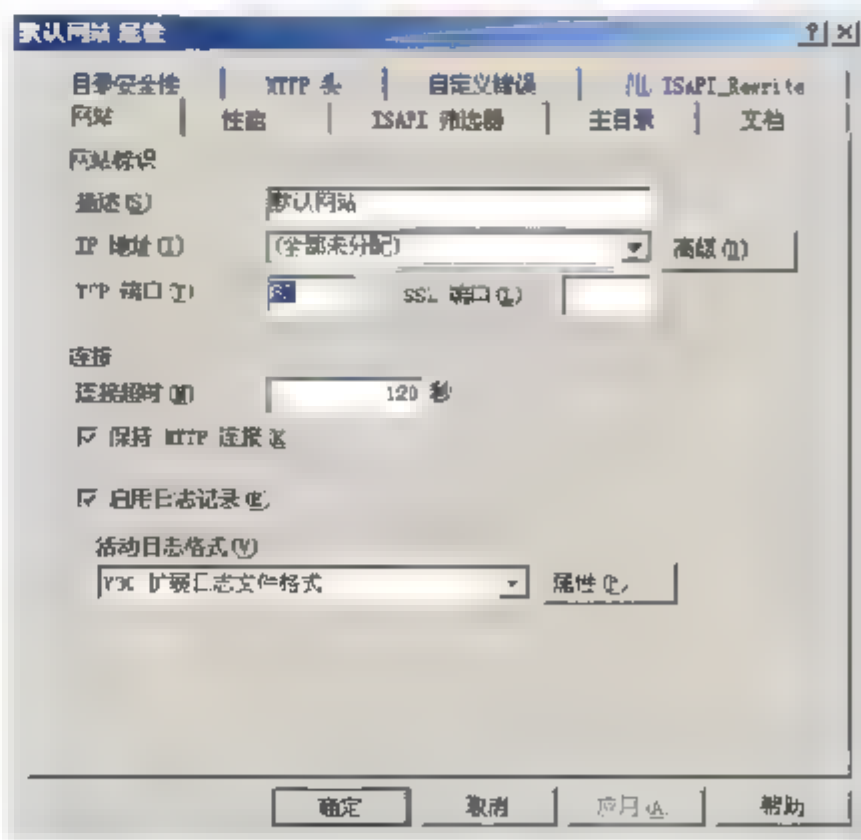 默认网站 属性
目录安全性 HTTP 头 自定义错误 ISAPI_Rewrite
网站 性能 ISAPI 筛选器 主目录 文档
网站标识
描述(S) 默认网站
IP 地址(I) (全部未分配) 高级(D)
TCP 端口(T) SSL 端口(L)
连接
连接超时(N) 120 秒
保持 HTTP 连接(K)
启用日志记录(E)
活动日志格式(V)
W3C 扩展日志文件格式 属性(P)
确定 取消 应用(A) 帮助